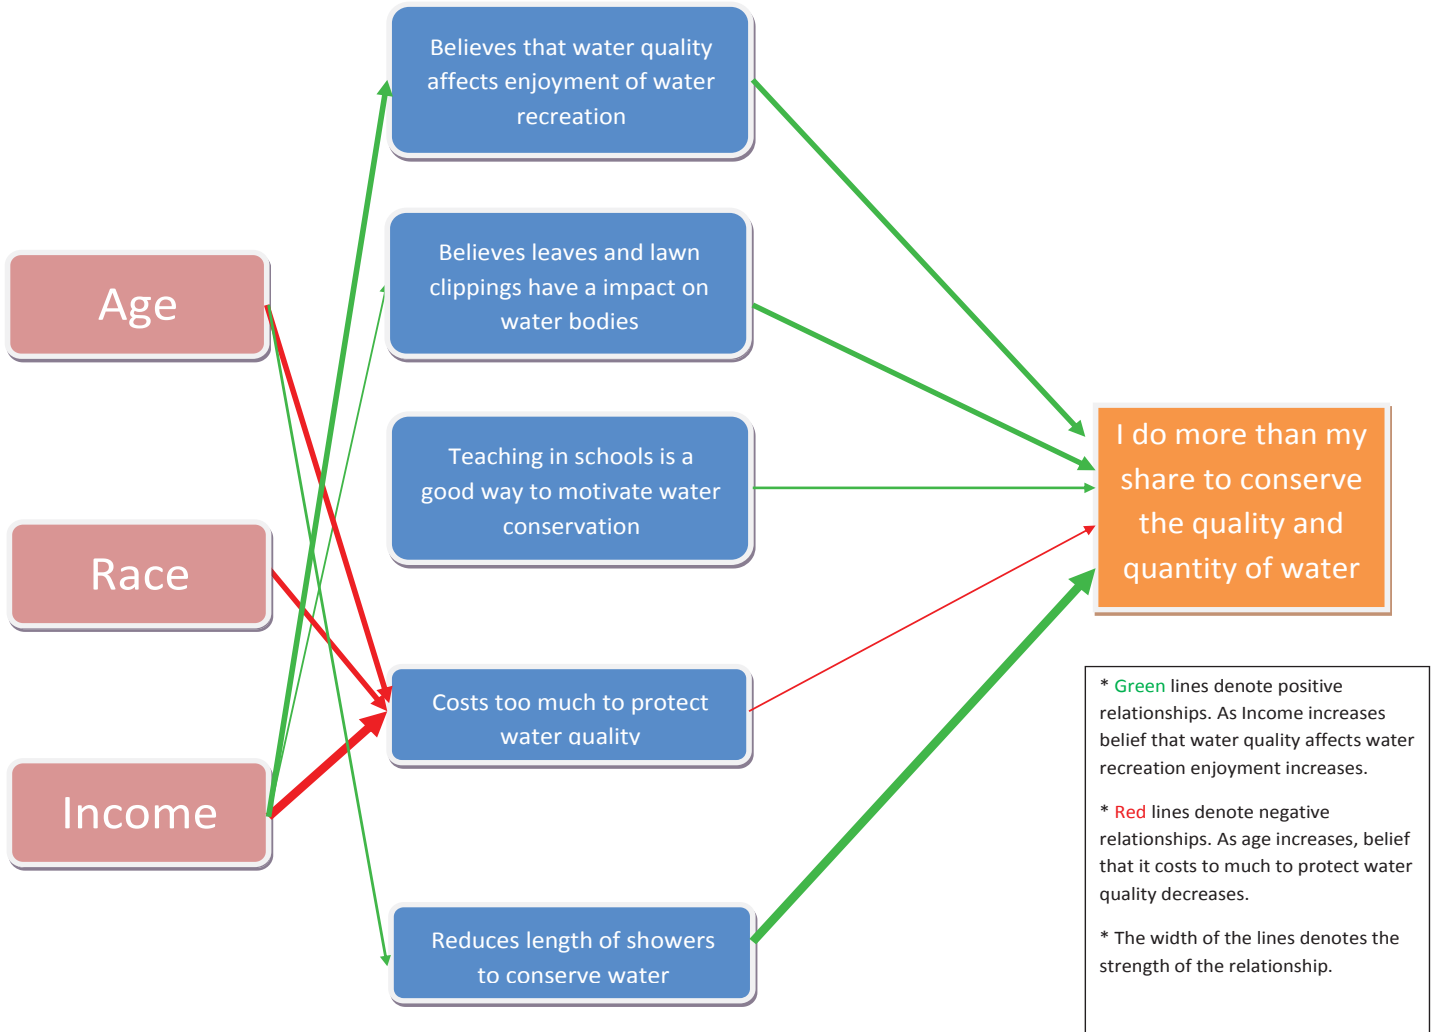 Believes that water quality
affects enjoyment of water
recreation
Believes leaves and lawn
clippings have a impact on
water bodies
Age
Teaching in schools is a
good way to motivate water
conservation
I do more than my
share to conserve
the quality and
quantity of water
Race
Costs too much to protect
water quality
Income
Reduces length of showers
to conserve water
* Green lines denote positive
relationships. As Income increases
belief that water quality affects water
recreation enjoyment increases.
* Red lines denote negative
relationships. As age increases, belief
that it costs to much to protect water
quality decreases.
* The width of the lines denotes the
strength of the relationship.